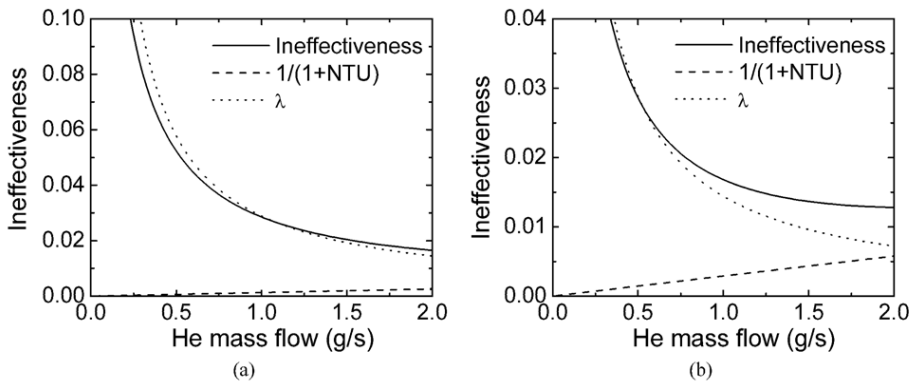 0.10
0.08
0.06
0.04
0.02
0.00
Ineffectiveness
Ineffectiveness
1/(1+NTU)
λ
0.0 0.5 1.0 1.5 2.0
He mass flow (g/s)
(a)
0.04
0.03
0.02
0.01
0.00
Ineffectiveness
Ineffectiveness
1/(1+NTU)
λ
0.0 0.5 1.0 1.5 2.0
He mass flow (g/s)
(b)